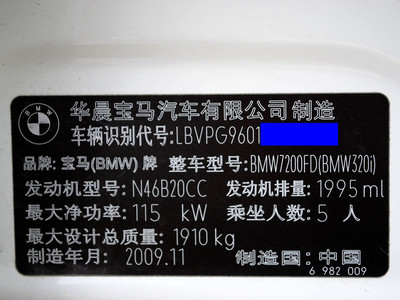 BMW
华晨宝马汽车有限公司制造
车辆识别代号:LBVPG9601
品牌:宝马(BMW)牌 整车型号:BMW7200FD(BMW320i)
发动机型号:N46B20CC 发动机排量:1995ml
最大净功率:115 kW 乘坐人数:5 人
最大设计总质量:1910kg
制造年月:2009.11 制造国:中国
6 982 009